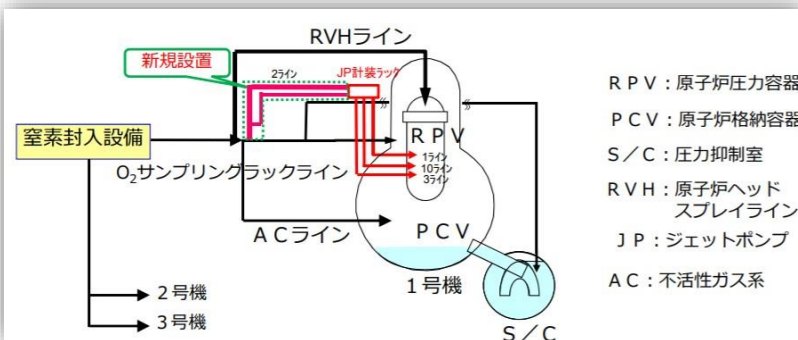 RVHライン
新規設置
2ライン
JP計装ラック
窒素封入設備
O₂サンプリングラックライン
RPV
1ライン
10ライン
3ライン
ACライン
PCV
1号機
2号機
3号機
S/C
RPV:原子炉圧力容器
PCV:原子炉格納容器
S/C:圧力抑制室
RVH:原子炉ヘッド
スプレイライン
JP:ジェットポンプ
AC:不活性ガス系